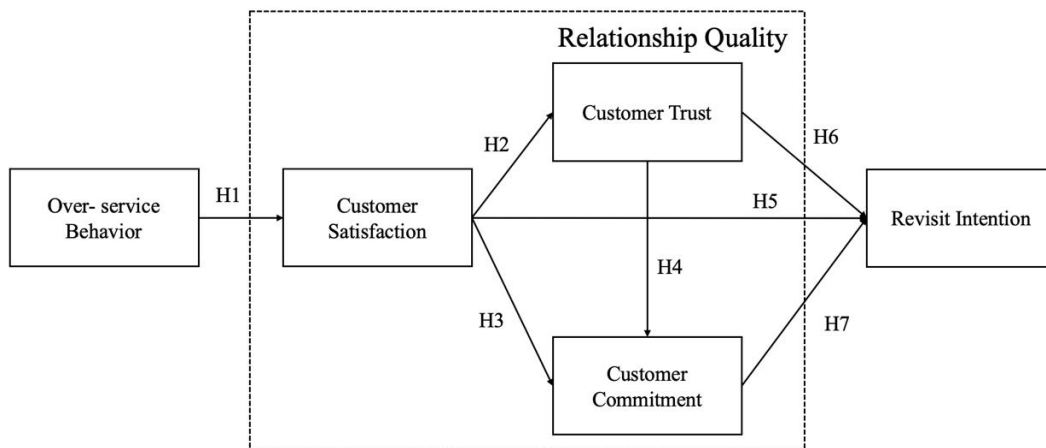 Relationship Quality
Customer Trust
H2
H6
H1
Over- service
Behavior
Customer
Satisfaction
H5
Revisit Intention
H4
H3
H7
Customer
Commitment